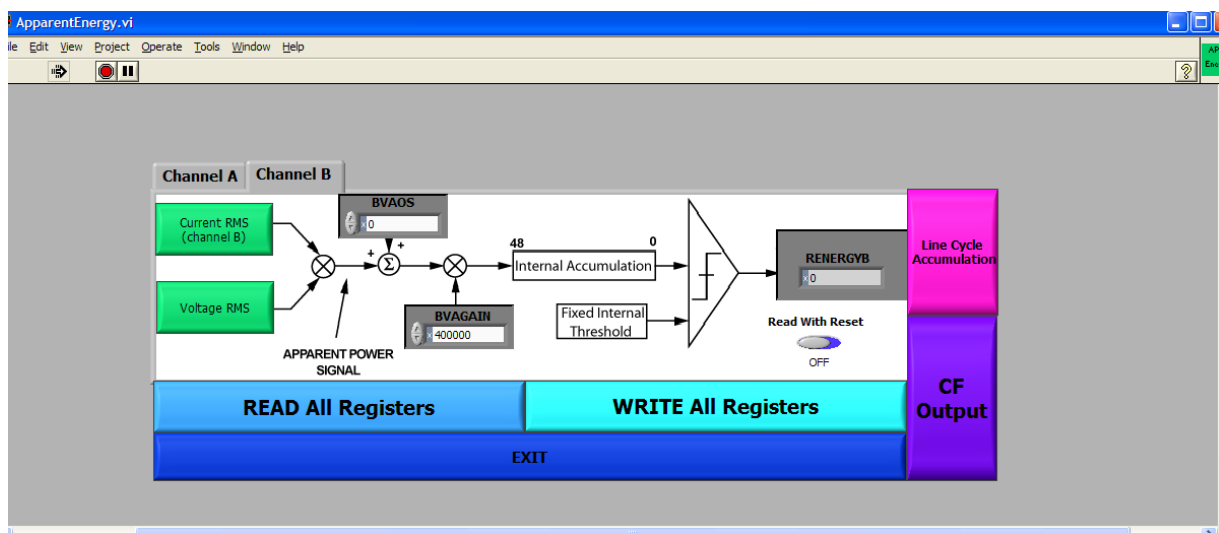 ApparentEnergy.vi
Edit View Project Operate Tools Window Help
Channel A Channel B
BVAOS
x 0
Current RMS
(channel B)
Voltage RMS
+ +
Σ
48 0
Internal Accumulation
BVAGAIN
x 400000
Fixed Internal
Threshold
APPARENT POWER
SIGNAL
RENERGYB
x 0
Read With Reset
OFF
Line Cycle
Accumulation
CF
Output
READ All Registers
WRITE All Registers
EXIT
?